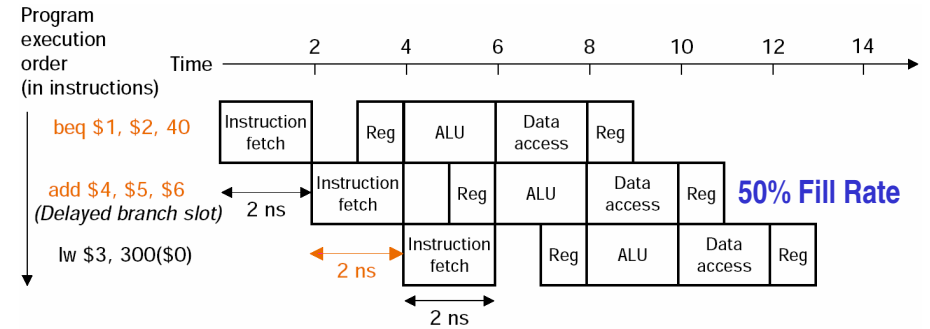 Program
execution
order
(in instructions)
Time
2 4 6 8 10 12 14
beq $1, $2, 40
Instruction
fetch
Reg
ALU
Data
access
Reg
add $4, $5, $6
(Delayed branch slot)
2 ns
Instruction
fetch
Reg
ALU
Data
access
Reg
50% Fill Rate
lw $3, 300($0)
2 ns
Instruction
fetch
Reg
ALU
Data
access
Reg
2 ns